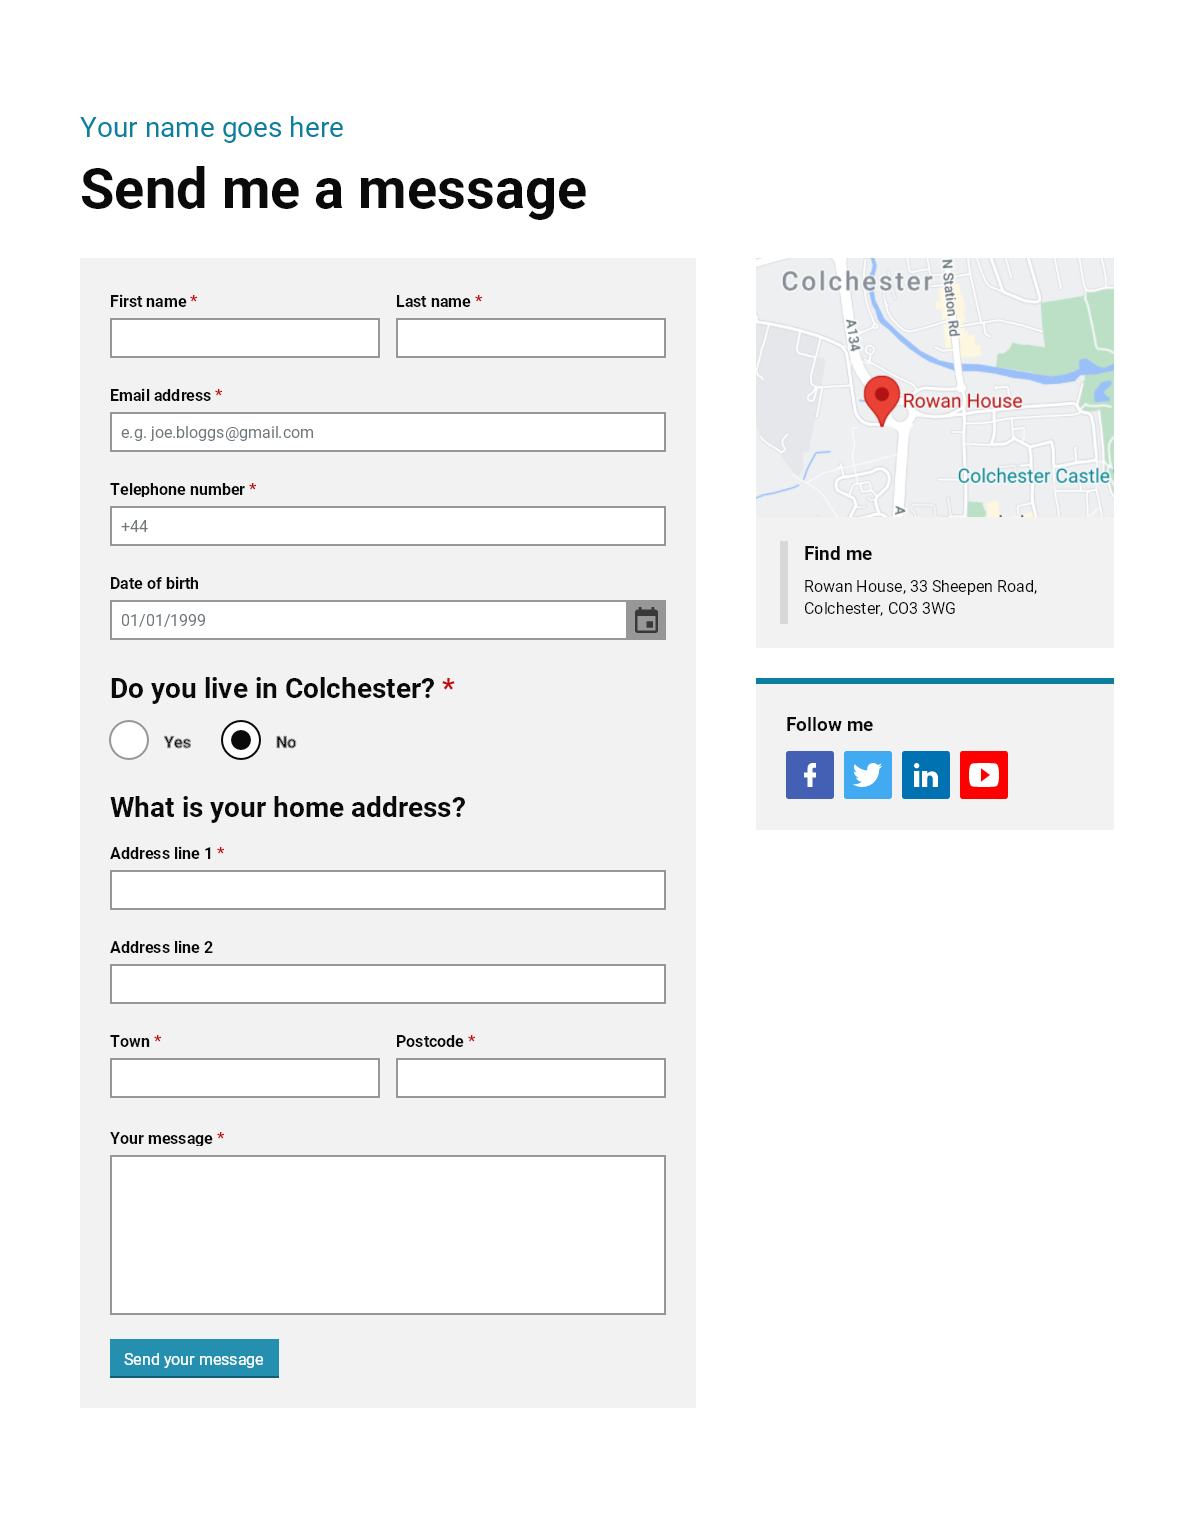 Your name goes here
Send me a message
First name *
Last name *
Email address *
e.g. joe.bloggs@gmail.com
Telephone number *
+44
Date of birth
01/01/1999
Do you live in Colchester? *
Yes
No
What is your home address?
Address line 1 *
Address line 2
Town *
Postcode *
Your message *
Send your message
Colchester
N Station Rd
A134
Rowan House
Colchester Castle
A
Find me
Rowan House, 33 Sheepen Road,
Colchester, CO3 3WG
Follow me
f
in